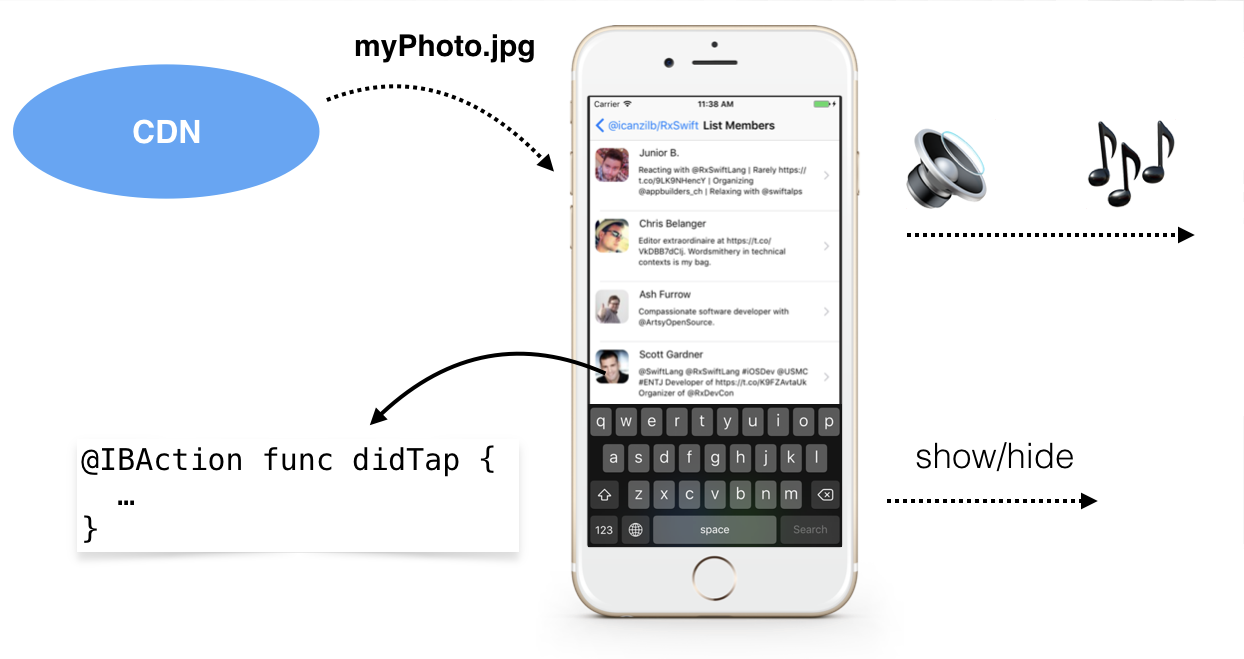 myPhoto.jpg
CDN
Carrier 11:38 AM
@icanzilb/RxSwift List Members
Junior B.
Reacting with @RxSwiftLang | Rarely https://
t.co/9LK9NHencY | Organizing
@appbuilders_ch | Relaxing with @swiftalps
Chris Belanger
Editor extraordinaire at https://t.co/
VkDBB7dCIj. Wordsmithery in technical
contexts is my bag.
Ash Furrow
Compassionate software developer with
@ArtsyOpenSource.
Scott Gardner
@SwiftLang @RxSwiftLang #iOSDev @USMC
#ENTJ Developer of https://t.co/K9FZAvtaUk
Organizer of @RxDevCon
q w e r t y u i o p
a s d f g h j k l
z x c v b n m
123 space Search
@IBAction func didTap {
…
}
show/hide